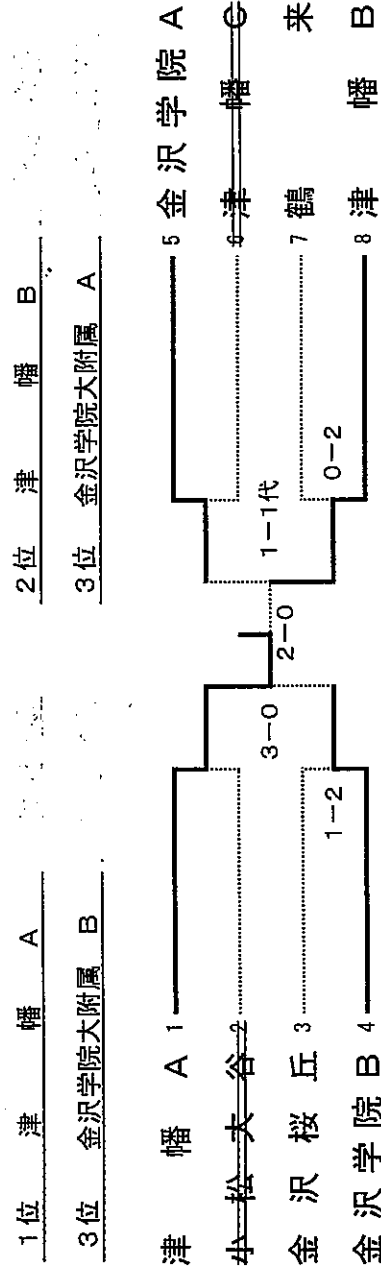 1位 津幡 A
2位 津幡 B
3位 金沢学院大附属 B
3位 金沢学院大附属 A
津幡 A 1
小松大谷 2
金沢桜丘 3
金沢学院 B 4
5 金沢学院 A
6 津幡 C
7 鶴来
8 津幡 B
3-0
1-2
2-0
1-1代
0-2